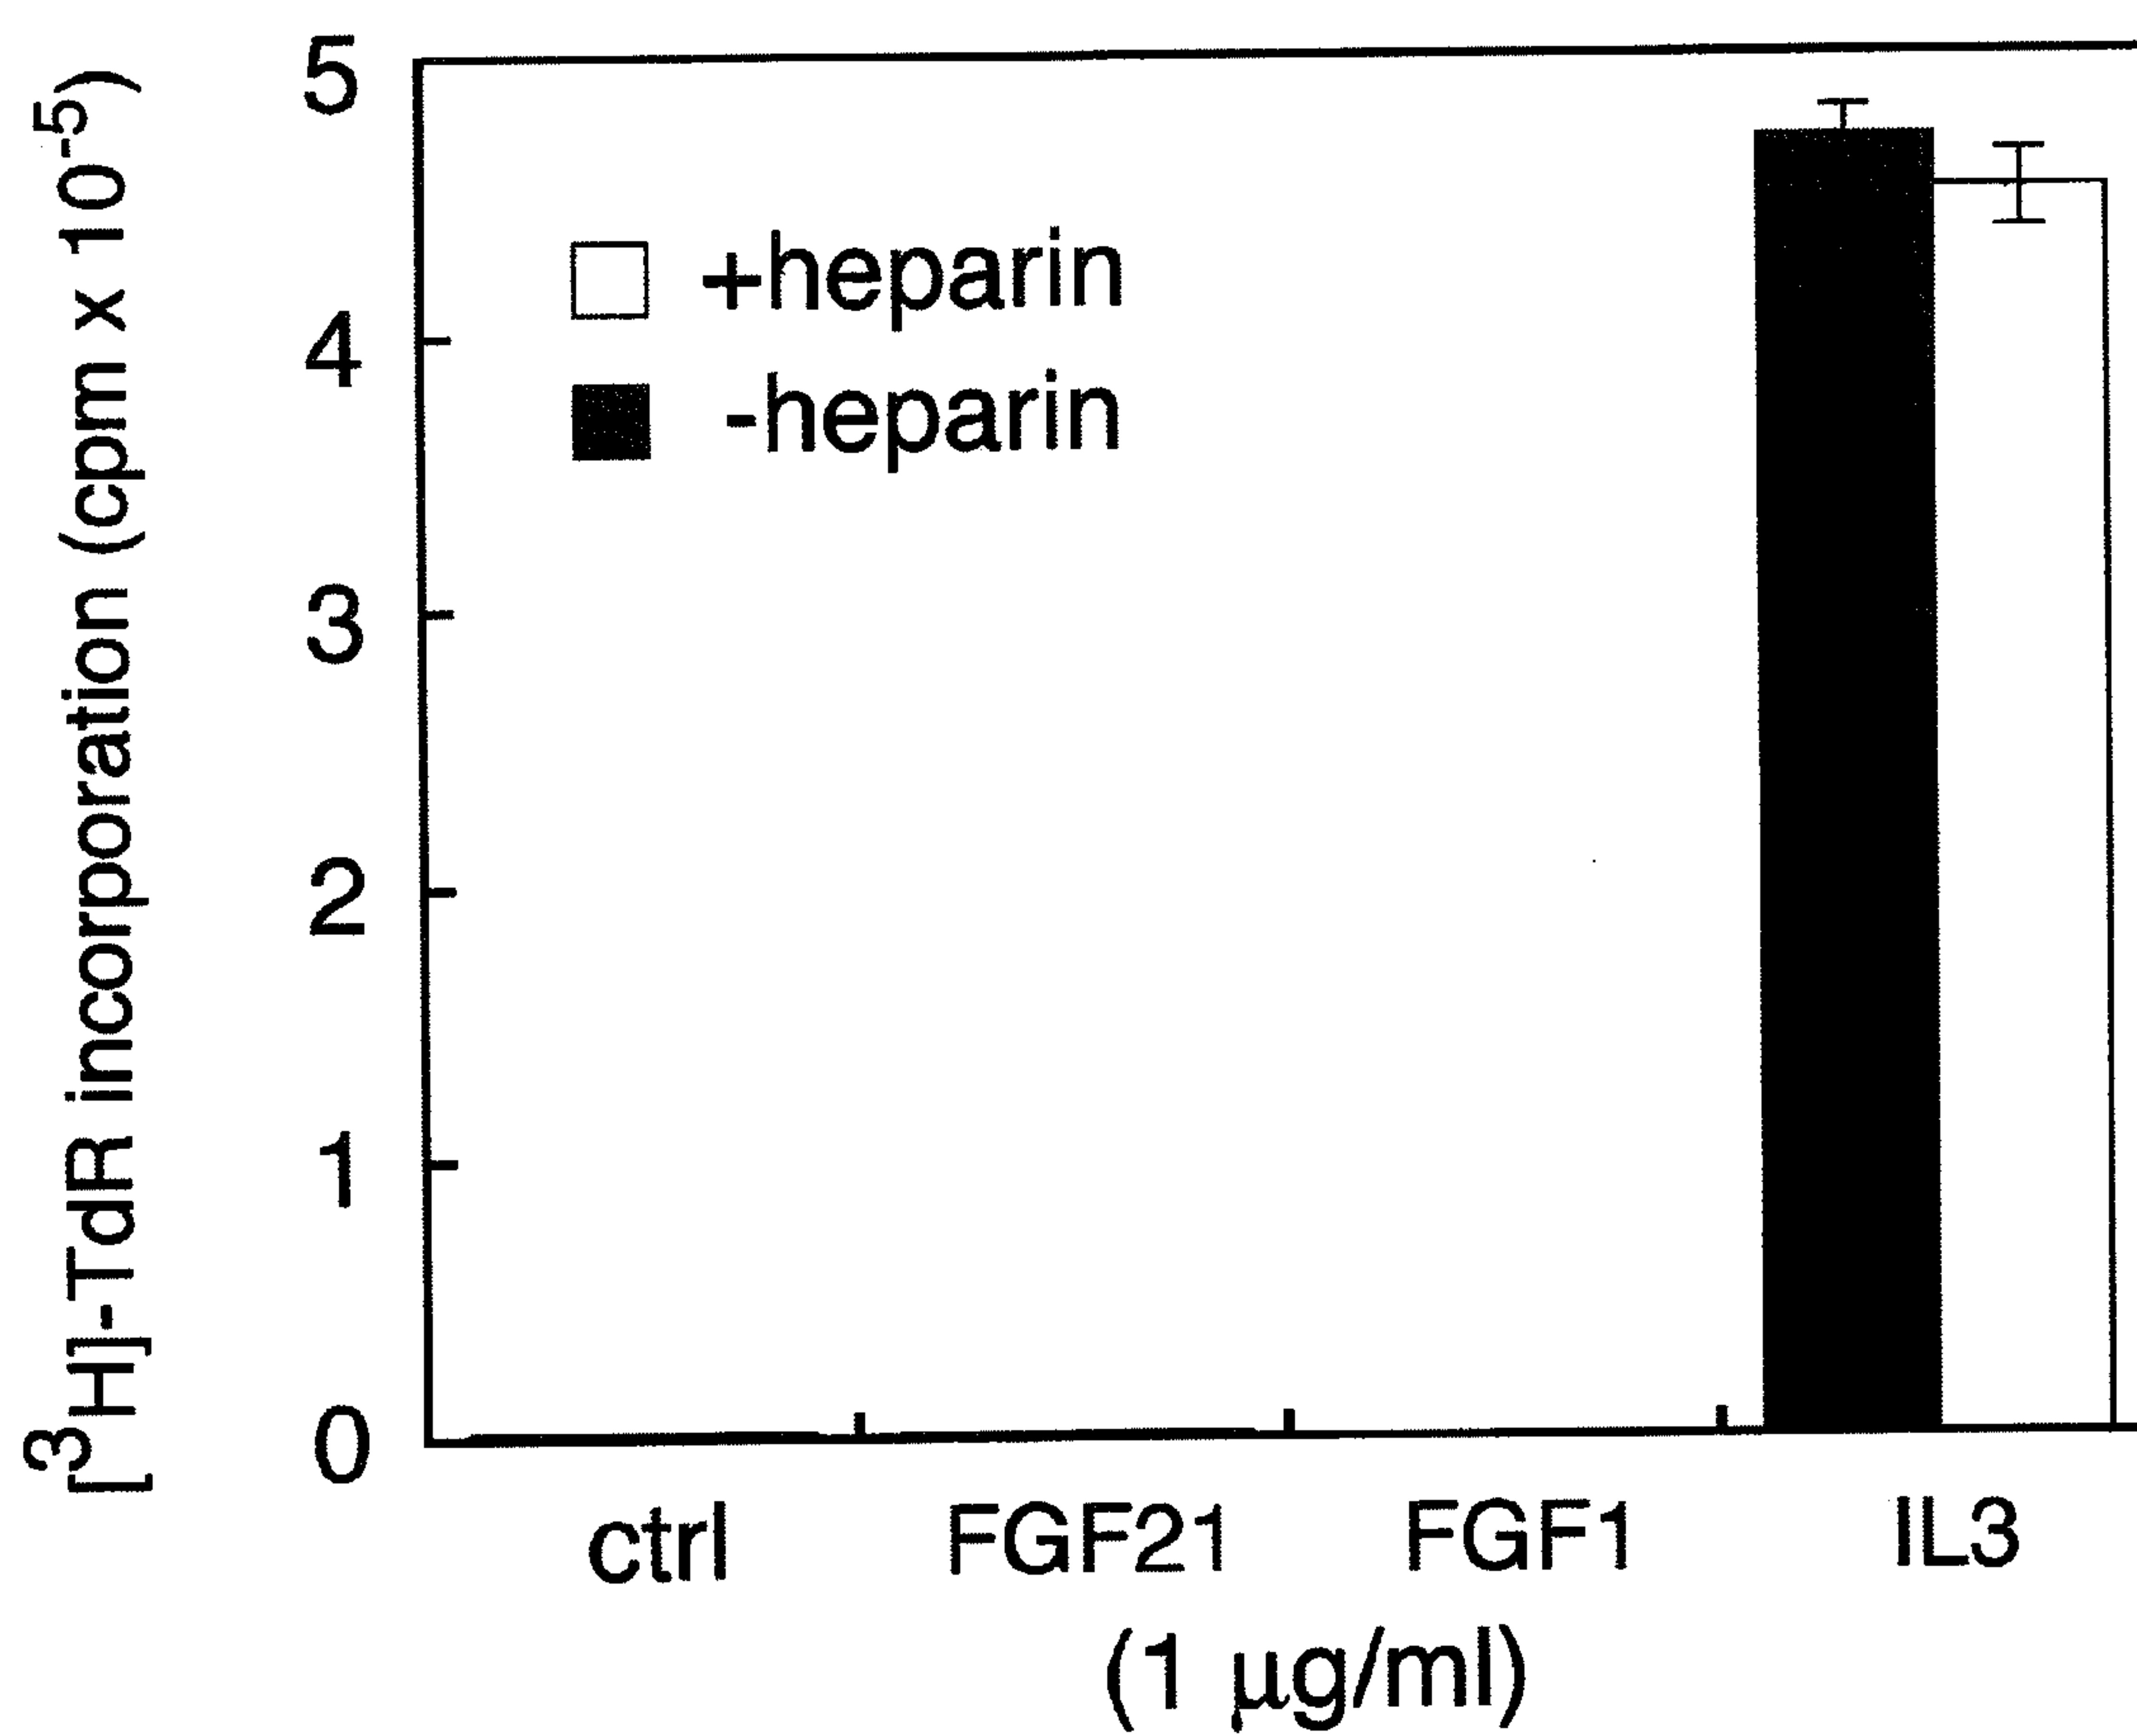 [3H]-TdR incorporation (cpm x 10-5)
5
4
3
2
1
0
+heparin
-heparin
ctrl FGF21 FGF1 IL3
(1 µg/ml)